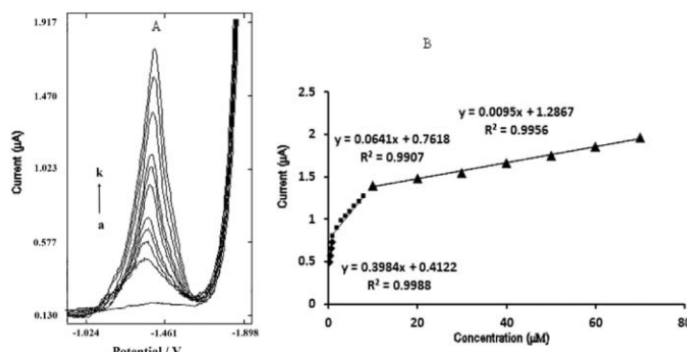 A
1.917
1.470
1.023
0.577
0.130
Current (µA)
k
a
-1.024 -1.461 -1.898
Potential / V
B
2.5
2
1.5
1
0.5
0
Current (µA)
y = 0.0095x + 1.2867
R² = 0.9956
y = 0.0641x + 0.7618
R² = 0.9907
y = 0.3984x + 0.4122
R² = 0.9988
0 20 40 60 80
Concentration (µM)